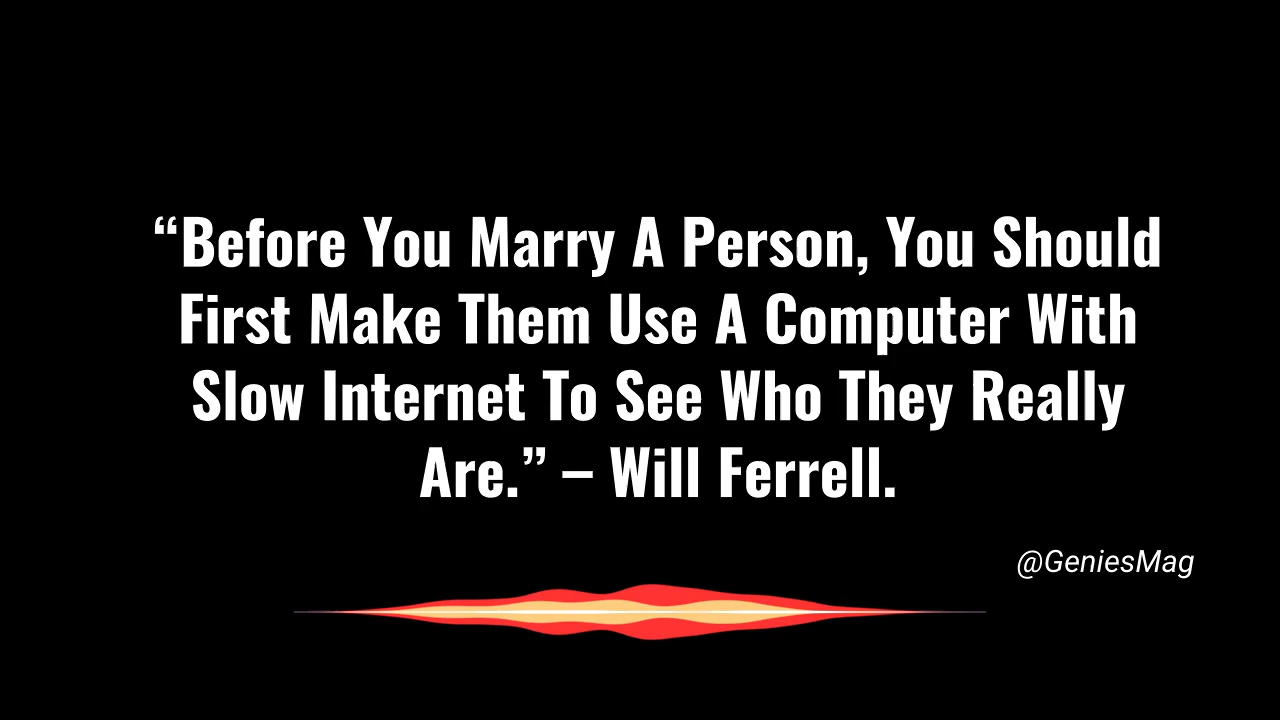 “Before You Marry A Person, You Should
First Make Them Use A Computer With
Slow Internet To See Who They Really
Are.” – Will Ferrell.
@GeniesMag